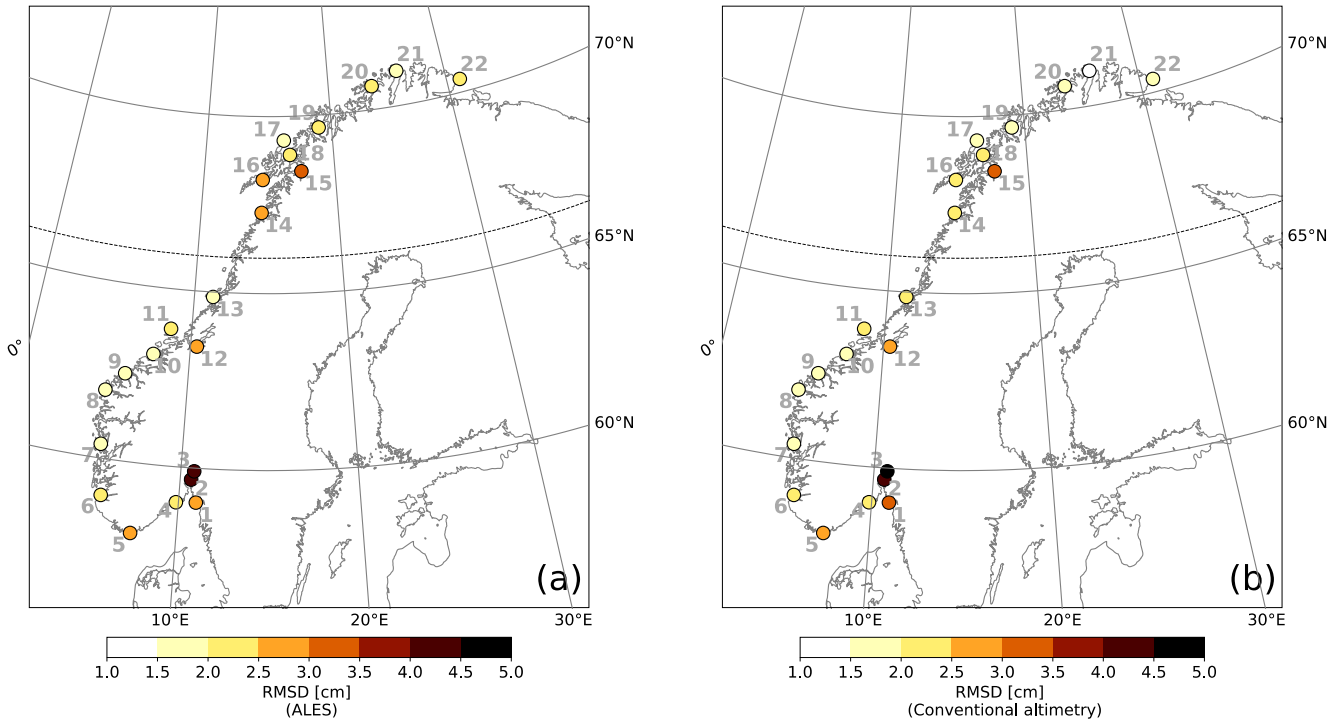 70°N
65°N
60°N
0°
10°E
20°E
30°E
22
21
20
19
17
18
16
15
14
13
11
12
10
9
8
7
3
6
4
2
1
5
(a)
1.0 1.5 2.0 2.5 3.0 3.5 4.0 4.5 5.0
RMSD [cm]
(ALES)
70°N
65°N
60°N
0°
10°E
20°E
30°E
22
21
20
19
17
18
16
15
14
13
11
12
10
9
8
7
3
6
4
2
1
5
(b)
1.0 1.5 2.0 2.5 3.0 3.5 4.0 4.5 5.0
RMSD [cm]
(Conventional altimetry)